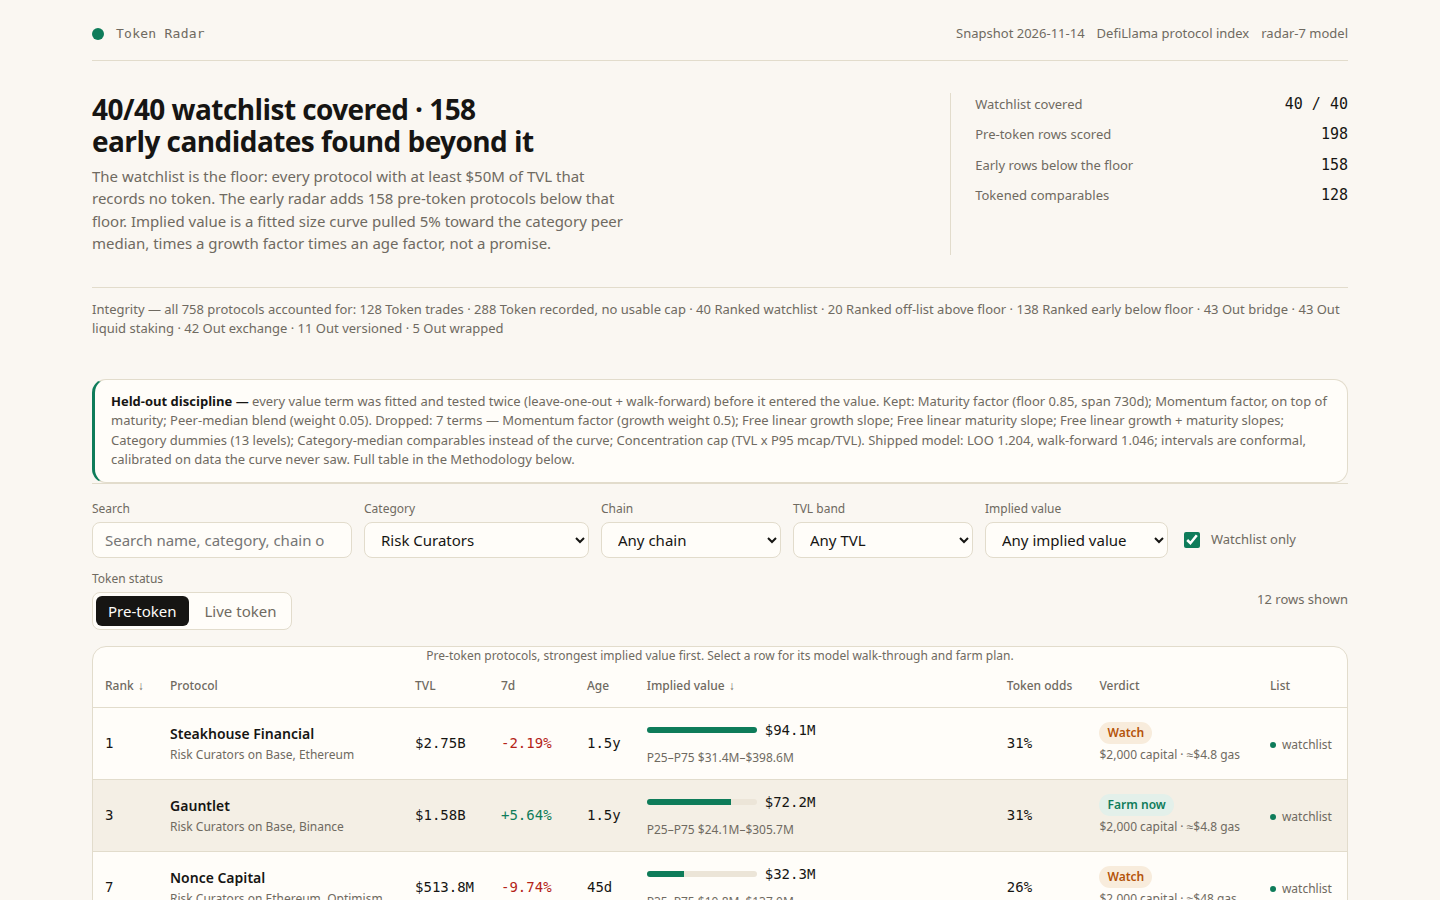 Token Radar
Snapshot 2026-11-14 DefiLlama protocol index radar-7 model
40/40 watchlist covered · 158
early candidates found beyond it
The watchlist is the floor: every protocol with at least $50M of TVL that
records no token. The early radar adds 158 pre-token protocols below that
floor. Implied value is a fitted size curve pulled 5% toward the category peer
median, times a growth factor times an age factor, not a promise.
Watchlist covered 40 / 40
Pre-token rows scored 198
Early rows below the floor 158
Tokened comparables 128
Integrity — all 758 protocols accounted for: 128 Token trades · 288 Token recorded, no usable cap · 40 Ranked watchlist · 20 Ranked off-list above floor · 138 Ranked early below floor · 43 Out bridge · 43 Out
liquid staking · 42 Out exchange · 11 Out versioned · 5 Out wrapped
Held-out discipline — every value term was fitted and tested twice (leave-one-out + walk-forward) before it entered the value. Kept: Maturity factor (floor 0.85, span 730d); Momentum factor, on top of
maturity; Peer-median blend (weight 0.05). Dropped: 7 terms — Momentum factor (growth weight 0.5); Free linear growth slope; Free linear maturity slope; Free linear growth + maturity slopes;
Category dummies (13 levels); Category-median comparables instead of the curve; Concentration cap (TVL x P95 mcap/TVL). Shipped model: LOO 1.204, walk-forward 1.046; intervals are conformal,
calibrated on data the curve never saw. Full table in the Methodology below.
Search Category Chain TVL band Implied value
Search name, category, chain o Risk Curators Any chain Any TVL Any implied value Watchlist only
Token status
Pre-token Live token 12 rows shown
Pre-token protocols, strongest implied value first. Select a row for its model walk-through and farm plan.
Rank ↓ Protocol TVL 7d Age Implied value ↓ Token odds Verdict List
1 Steakhouse Financial $2.75B -2.19% 1.5y $94.1M 31% Watch watchlist
Risk Curators on Base, Ethereum P25–P75 $31.4M–$398.6M $2,000 capital · ≈$4.8 gas
3 Gauntlet $1.58B +5.64% 1.5y $72.2M 31% Farm now watchlist
Risk Curators on Base, Binance P25–P75 $24.1M–$305.7M $2,000 capital · ≈$4.8 gas
7 Nonce Capital $513.8M -9.74% 45d $32.3M 26% Watch watchlist
Risk Curators on Ethereum, Optimism